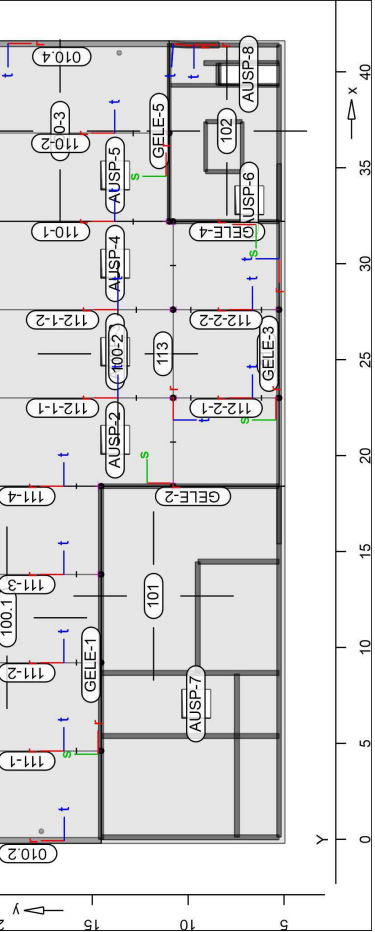 010.4
110-3
110-2
GELE-5
AUSP-8
102
AUSP-5
AUSP-6
110-1
AUSP-4
GELE-4
112-1-2
112-2-2
100-2
113
GELE-3
112-1-1
112-2-1
AUSP-2
111-4
GELE-2
111-3
100.1
101
111-2
GELE-1
AUSP-7
111-1
010.2
t
r
s
x
y
Y
40
35
30
25
20
15
10
5
0
15
10
5